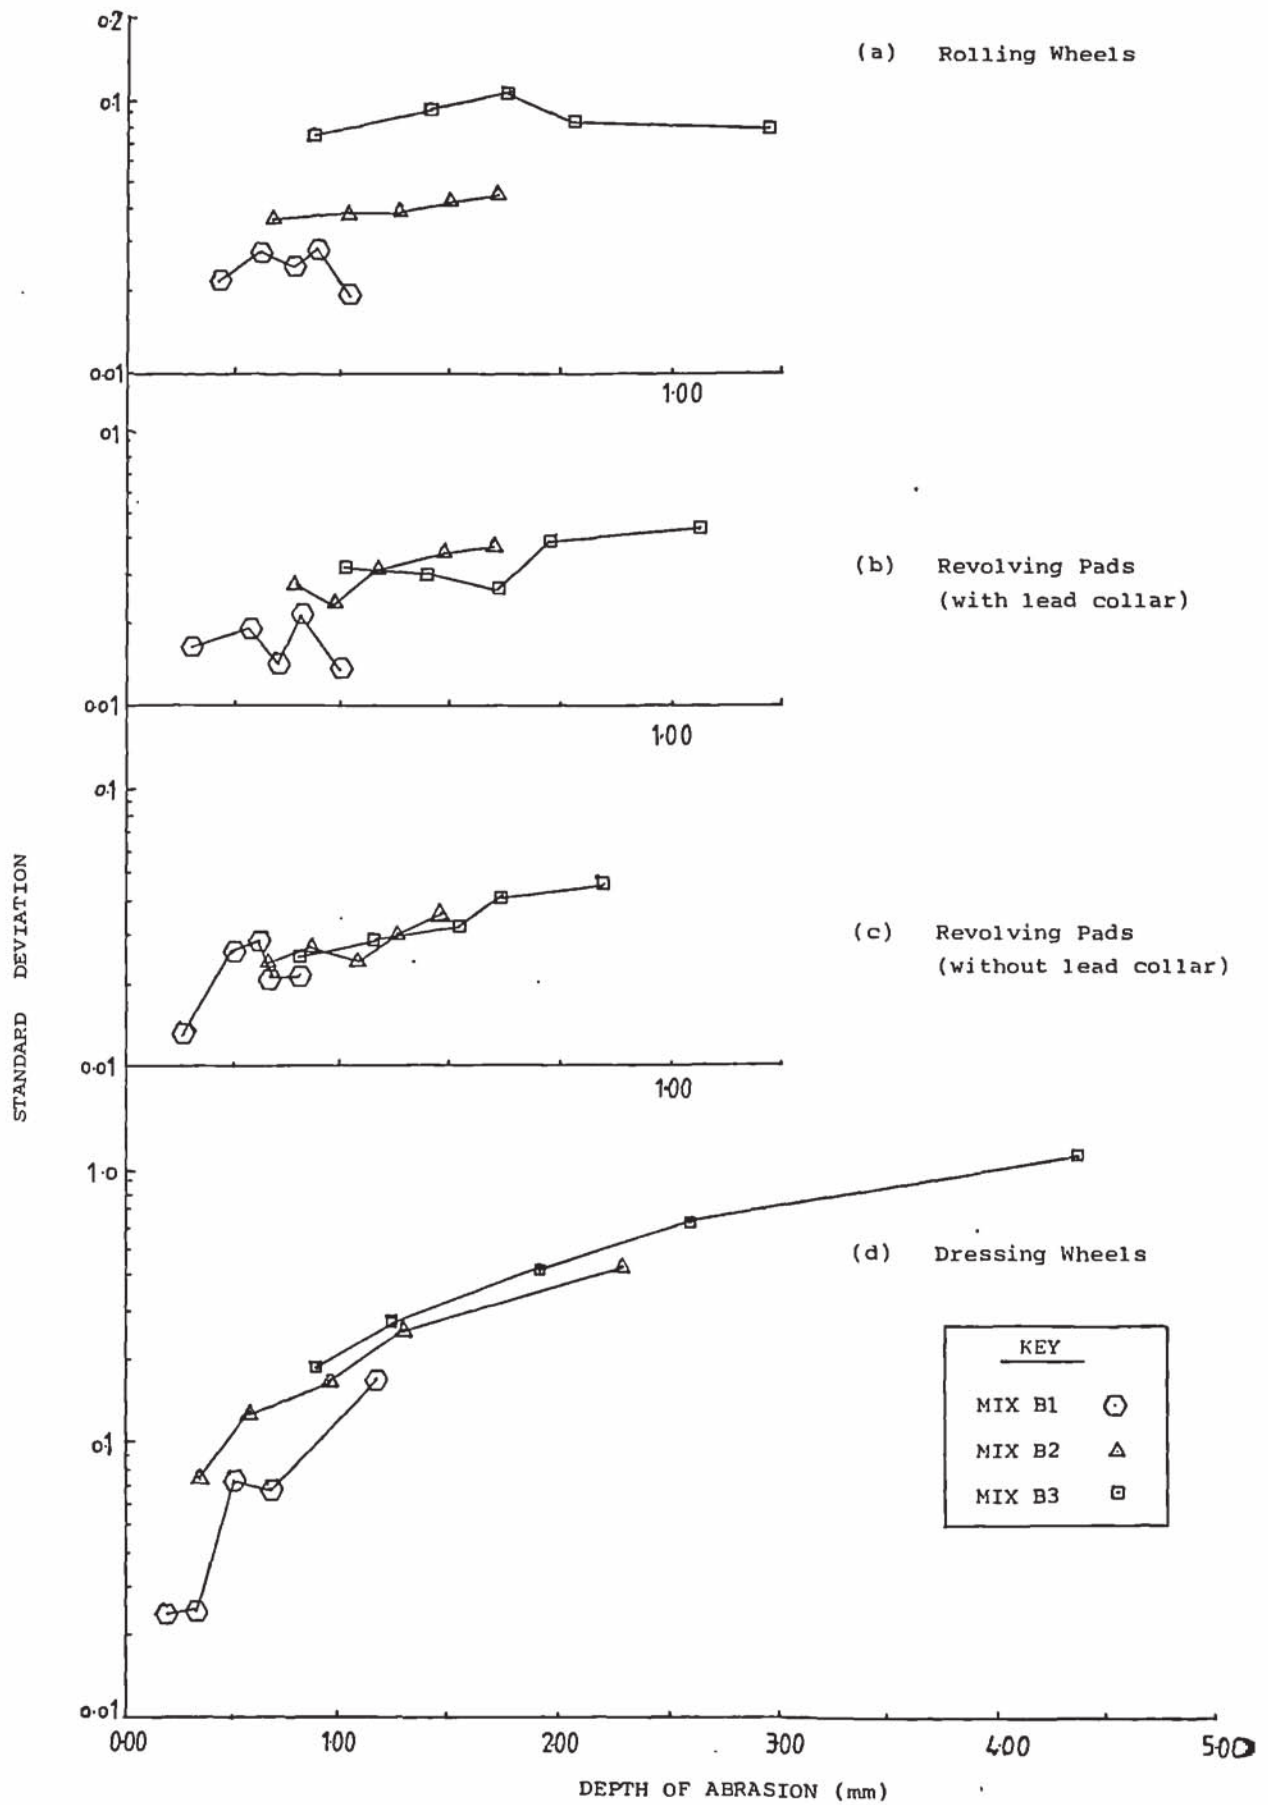 0·2
(a) Rolling Wheels
0·1
0·01
1·00
01
(b) Revolving Pads
(with lead collar)
0·01
1·00
0·1
STANDARD DEVIATION
(c) Revolving Pads
(without lead collar)
0·01
1·00
1·0
(d) Dressing Wheels
KEY
MIX B1
0·1
MIX B2
MIX B3
0·01
0·00 1·00 2·00 3·00 4·00 5·00
DEPTH OF ABRASION (mm)